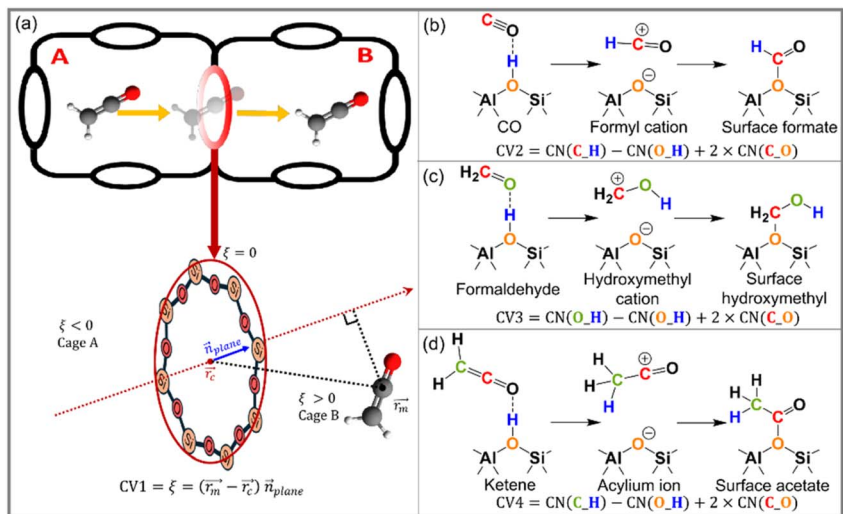 (a)
A
B
ξ = 0
ξ < 0
Cage A
n⃗plane
r⃗c
ξ > 0
Cage B
r⃗m
Si
O
CV1 = ξ = (r⃗m − r⃗c) n⃗plane
(b)
C≡O
H
O
Al Si
CO
H C⊕ O
O⊖
Al Si
Formyl cation
H O
C
O
Al Si
Surface formate
CV2 = CN(C_H) − CN(O_H) + 2 × CN(C_O)
(c)
H2C O
H
O
Al Si
Formaldehyde
⊕
H2C O
H
O⊖
Al Si
Hydroxymethyl
cation
H2C O H
O
Al Si
Surface
hydroxymethyl
CV3 = CN(O_H) − CN(O_H) + 2 × CN(C_O)
(d)
H
C C O
H
H
O
Al Si
Ketene
H ⊕
H C C O
H
O⊖
Al Si
Acylium ion
H H
H C C O
O
Al Si
Surface acetate
CV4 = CN(C_H) − CN(O_H) + 2 × CN(C_O)